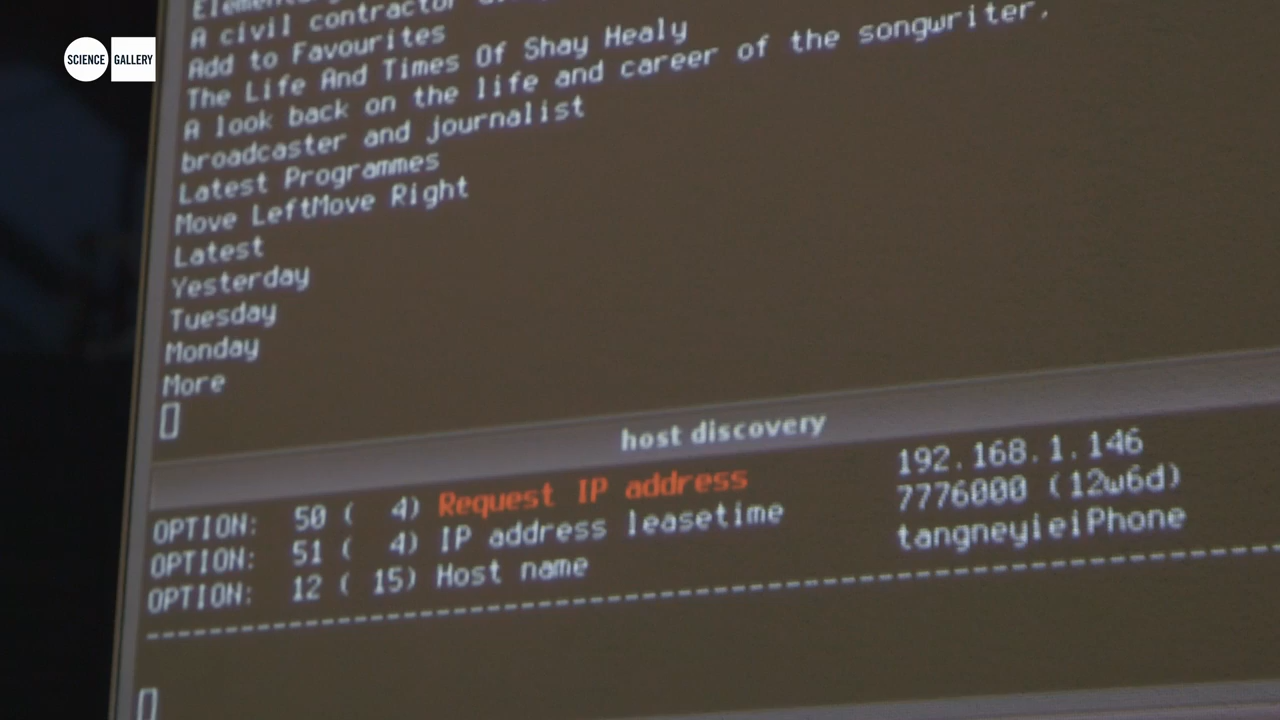 SCIENCE GALLERY
A civil contractor
Add to Favourites
The Life And Times Of Shay Healy
A look back on the life and career of the songwriter,
broadcaster and journalist
Latest Programmes
Move LeftMove Right
Latest
Yesterday
Tuesday
Monday
More
host discovery
OPTION: 50 ( 4) Request IP address 192.168.1.146
OPTION: 51 ( 4) IP address leasetime 7776000 (12w6d)
OPTION: 12 ( 15) Host name tangneyieiPhone